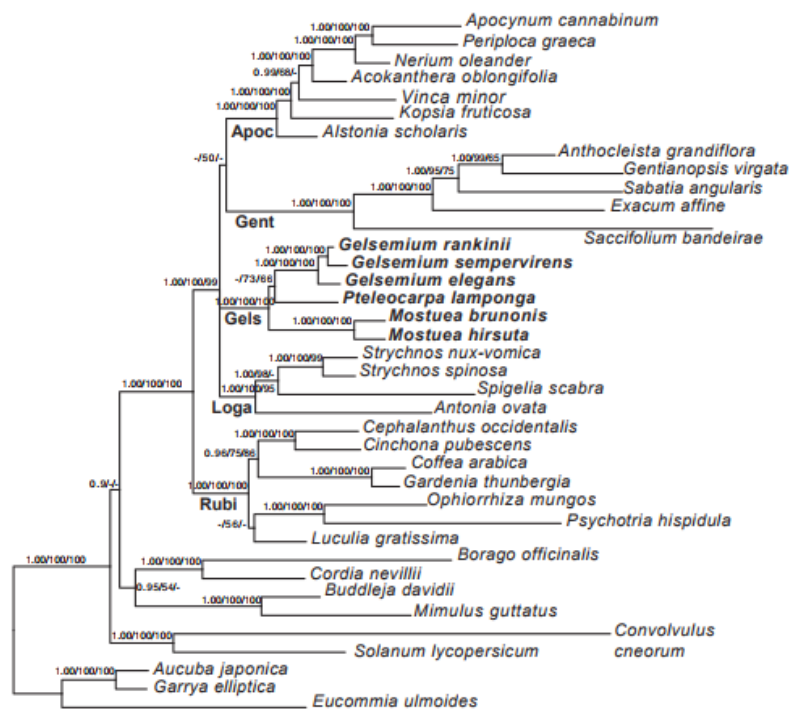 Apocynum cannabinum
1.00/100/100
Periploca graeca
1.00/100/100
Nerium oleander
1.00/100/100
0.99/68/-
Acokanthera oblongifolia
1.00/100/100
Vinca minor
1.00/100/100
Kopsia fruticosa
Apoc
Alstonia scholaris
Anthocleista grandiflora
1.00/99/65
-/50/-
1.00/95/75
Gentianopsis virgata
1.00/100/100
Sabatia angularis
1.00/100/100
Exacum affine
Gent
Saccifolium bandeirae
Gelsemium rankinii
1.00/100/100
1.00/100/100
Gelsemium sempervirens
1.00/100/99
-/73/66
Gelsemium elegans
1.00/100/100
Pteleocarpa lamponga
Gels
1.00/100/100
Mostuea brunonis
Mostuea hirsuta
1.00/100/99
Strychnos nux-vomica
1.00/98/-
Strychnos spinosa
1.00/100/100
1.00/100/95
Spigelia scabra
Loga
Antonia ovata
Cephalanthus occidentalis
1.00/100/100
0.96/75/86
Cinchona pubescens
Coffea arabica
1.00/100/100
1.00/100/100
Gardenia thunbergia
0.9/-/-
Rubi
Ophiorrhiza mungos
-/56/-
Psychotria hispidula
Luculia gratissima
1.00/100/100
Borago officinalis
1.00/100/100
Cordia nevillii
0.95/54/-
Buddleja davidii
1.00/100/100
Mimulus guttatus
1.00/100/100
Convolvulus
cneorum
Solanum lycopersicum
1.00/100/100
Aucuba japonica
Garrya elliptica
Eucommia ulmoides